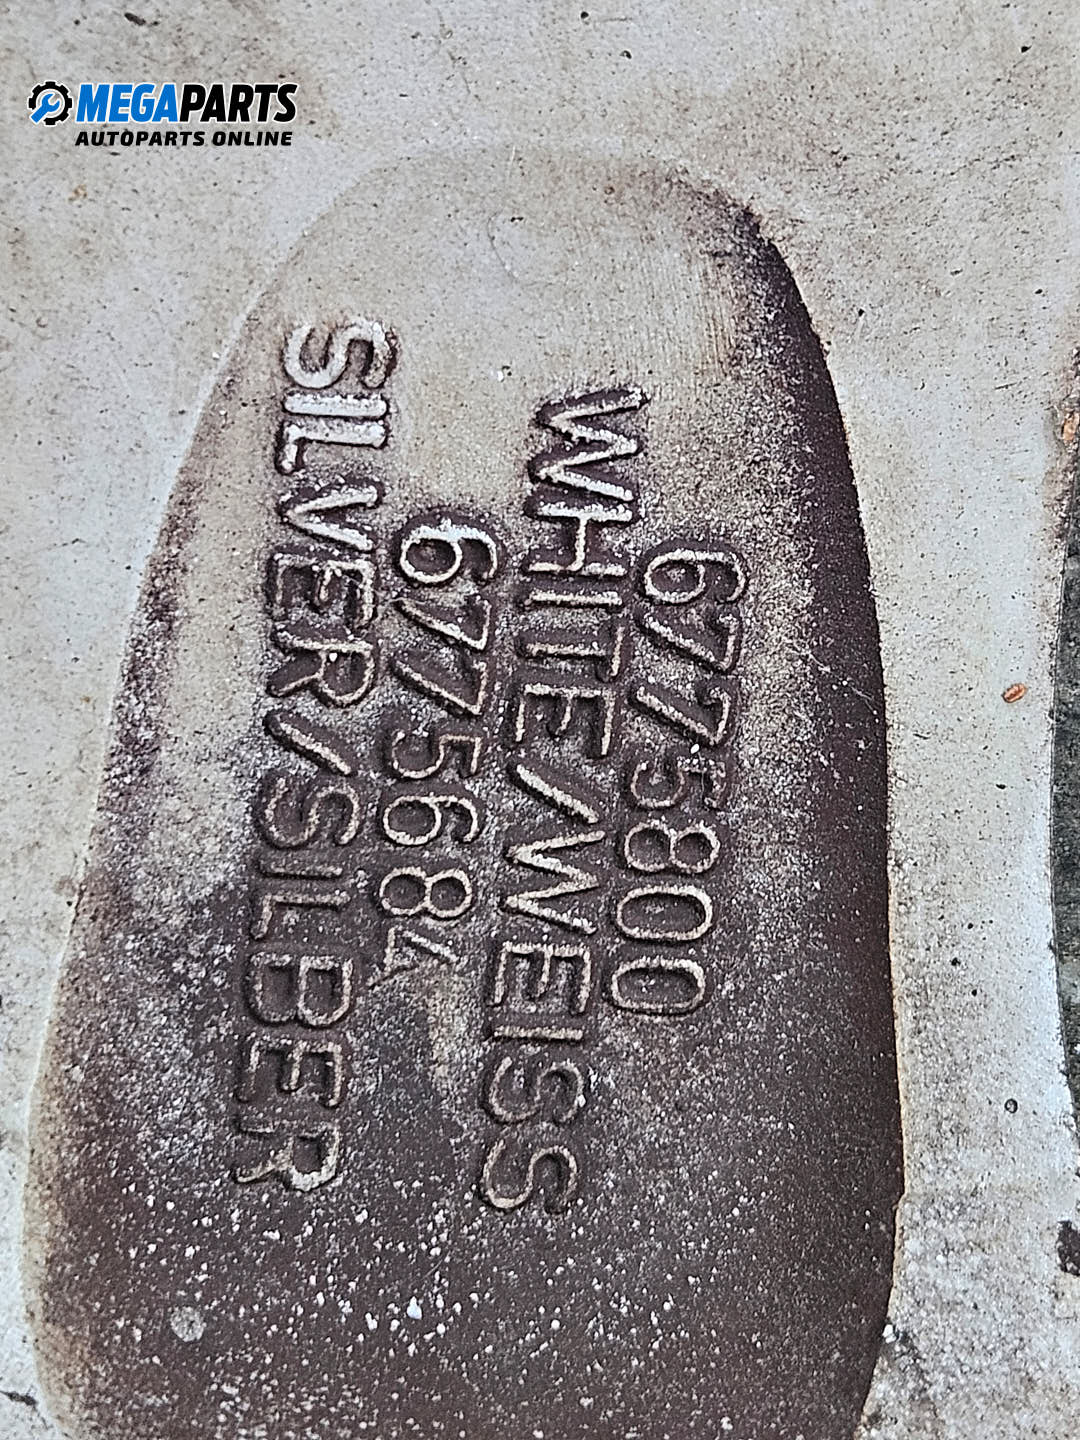 MEGAPARTS
AUTOPARTS ONLINE
6775800
WHITE/WEISS
6775684
SILVER/SILBER